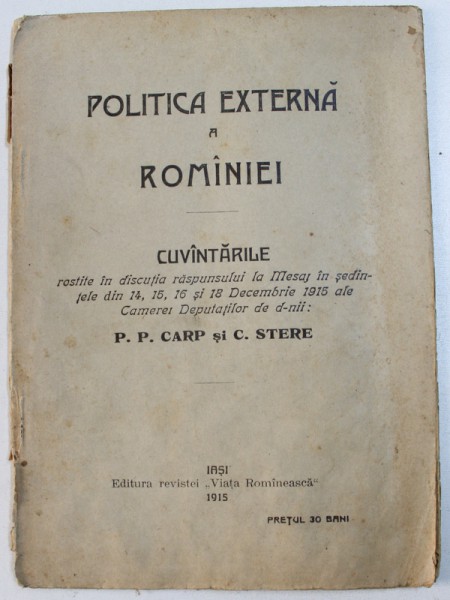 POLITICA EXTERNĂ
A
ROMÎNIEI
CUVÎNTĂRILE
rostite în discuția răspunsului la Mesaj în ședin-
țele din 14, 15, 16 și 18 Decembrie 1915 ale
Camerei Deputaților de d-nii:
P. P. CARP și C. STERE
IAȘI
Editura revistei „Viața Romînească“
1915
PREȚUL 30 BANI